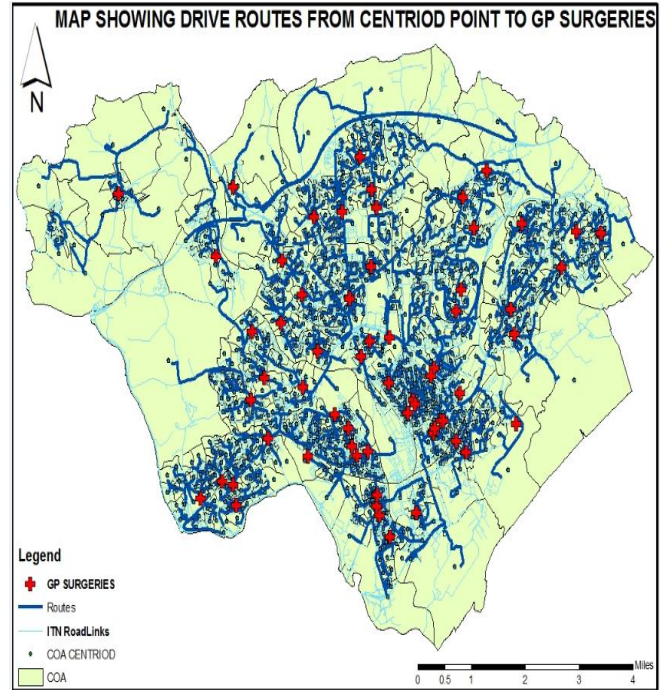 MAP SHOWING DRIVE ROUTES FROM CENTRIOD POINT TO GP SURGERIES
N
Legend
GP SURGERIES
Routes
ITN RoadLinks
COA CENTRIOD
COA
Miles
0 0.5 1 2 3 4